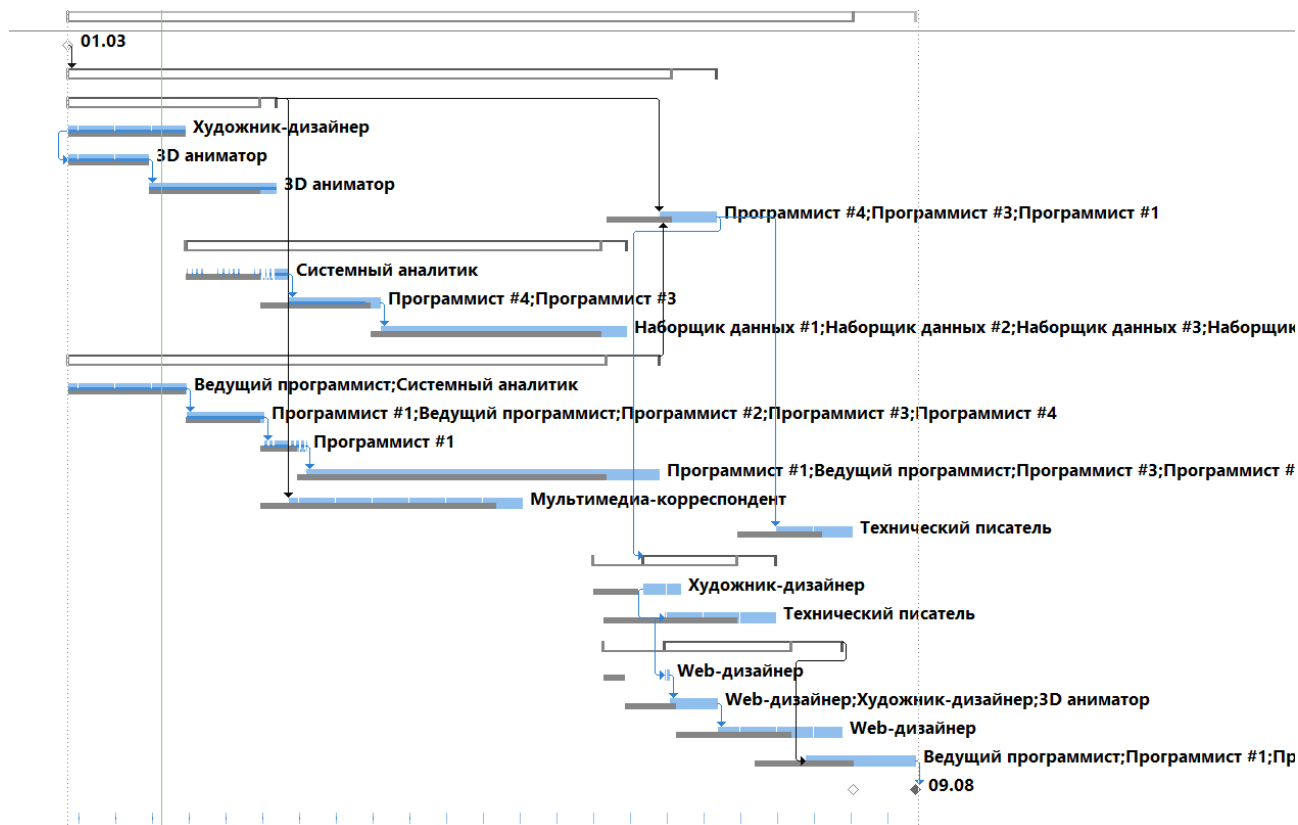 01.03
Художник-дизайнер
3D аниматор
3D аниматор
Программист #4;Программист #3;Программист #1
Системный аналитик
Программист #4;Программист #3
Наборщик данных #1;Наборщик данных #2;Наборщик данных #3;Наборщик
Ведущий программист;Системный аналитик
Программист #1;Ведущий программист;Программист #2;Программист #3;Программист #4
Программист #1
Программист #1;Ведущий программист;Программист #3;Программист #
Мультимедиа-корреспондент
Технический писатель
Художник-дизайнер
Технический писатель
Web-дизайнер
Web-дизайнер;Художник-дизайнер;3D аниматор
Web-дизайнер
Ведущий программист;Программист #1;Пр
09.08